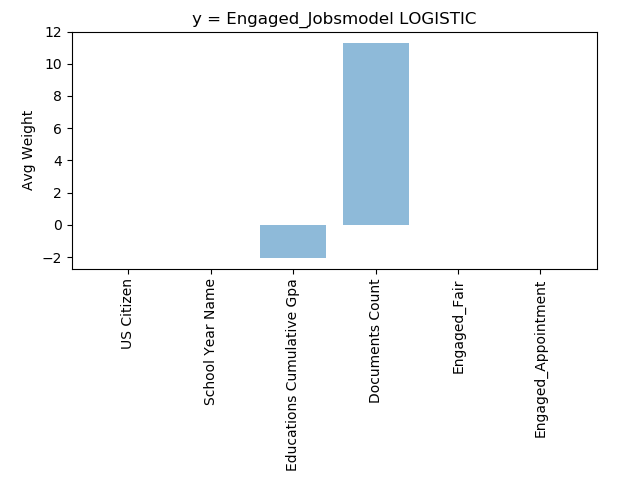 y = Engaged_Jobsmodel LOGISTIC
Avg Weight
12
10
8
6
4
2
0
−2
US Citizen
School Year Name
Educations Cumulative Gpa
Documents Count
Engaged_Fair
Engaged_Appointment